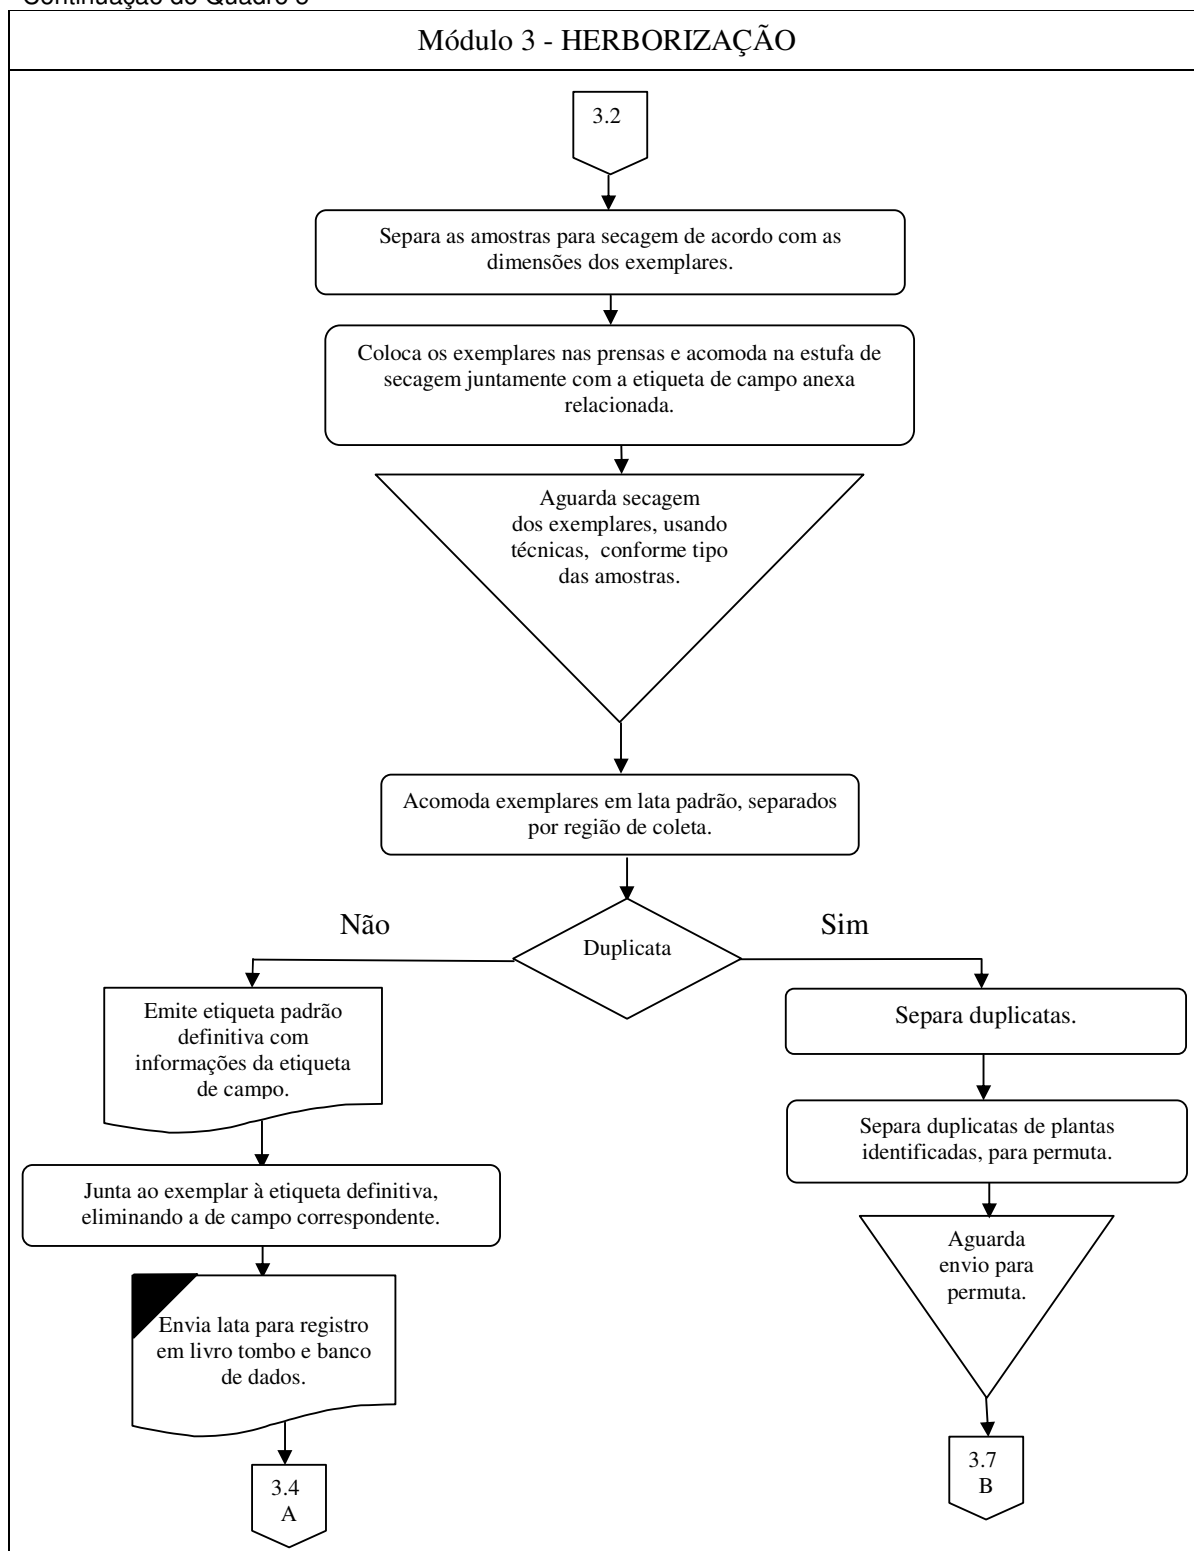 Módulo 3 - HERBORIZAÇÃO
3.2
Separa as amostras para secagem de acordo com as
dimensões dos exemplares.
Coloca os exemplares nas prensas e acomoda na estufa de
secagem juntamente com a etiqueta de campo anexa
relacionada.
Aguarda secagem
dos exemplares, usando
técnicas, conforme tipo
das amostras.
Acomoda exemplares em lata padrão, separados
por região de coleta.
Duplicata
Não
Sim
Emite etiqueta padrão
definitiva com
informações da etiqueta
de campo.
Junta ao exemplar à etiqueta definitiva,
eliminando a de campo correspondente.
Envia lata para registro
em livro tombo e banco
de dados.
3.4
A
Separa duplicatas.
Separa duplicatas de plantas
identificadas, para permuta.
Aguarda
envio para
permuta.
3.7
B